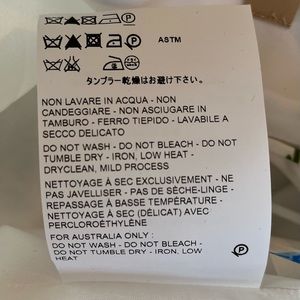 ASTM
タンブラー乾燥はお避け下さい。
NON LAVARE IN ACQUA - NON
CANDEGGIARE - NON ASCIUGARE IN
TAMBURO - FERRO TIEPIDO - LAVABILE A
SECCO DELICATO
DO NOT WASH - DO NOT BLEACH - DO NOT
TUMBLE DRY - IRON, LOW HEAT -
DRYCLEAN, MILD PROCESS
NETTOYAGE À SEC EXCLUSIVEMENT - NE
PAS JAVELLISER - PAS DE SÈCHE-LINGE -
REPASSAGE À BASSE TEMPÉRATURE -
NETTOYAGE A SEC (DÉLICAT) AVEC
PERCLOROÉTHYLÈNE
FOR AUSTRALIA ONLY :
DO NOT WASH - DO NOT BLEACH -
DO NOT TUMBLE DRY - IRON, LOW
HEAT
P